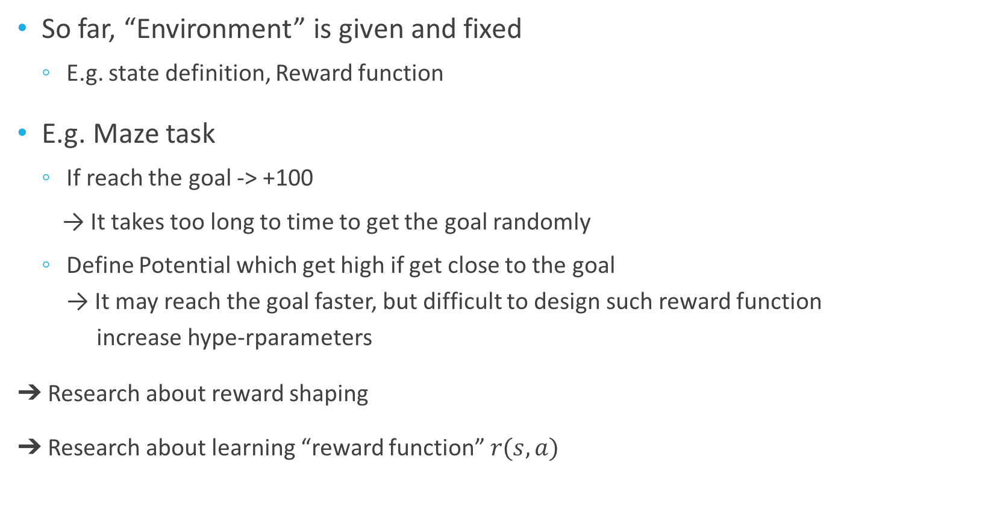 • So far, “Environment” is given and fixed
◦ E.g. state definition, Reward function
• E.g. Maze task
◦ If reach the goal -> +100
→ It takes too long to time to get the goal randomly
◦ Define Potential which get high if get close to the goal
→ It may reach the goal faster, but difficult to design such reward function
increase hype-rparameters
➔ Research about reward shaping
➔ Research about learning “reward function” 𝑟(𝑠, 𝑎)